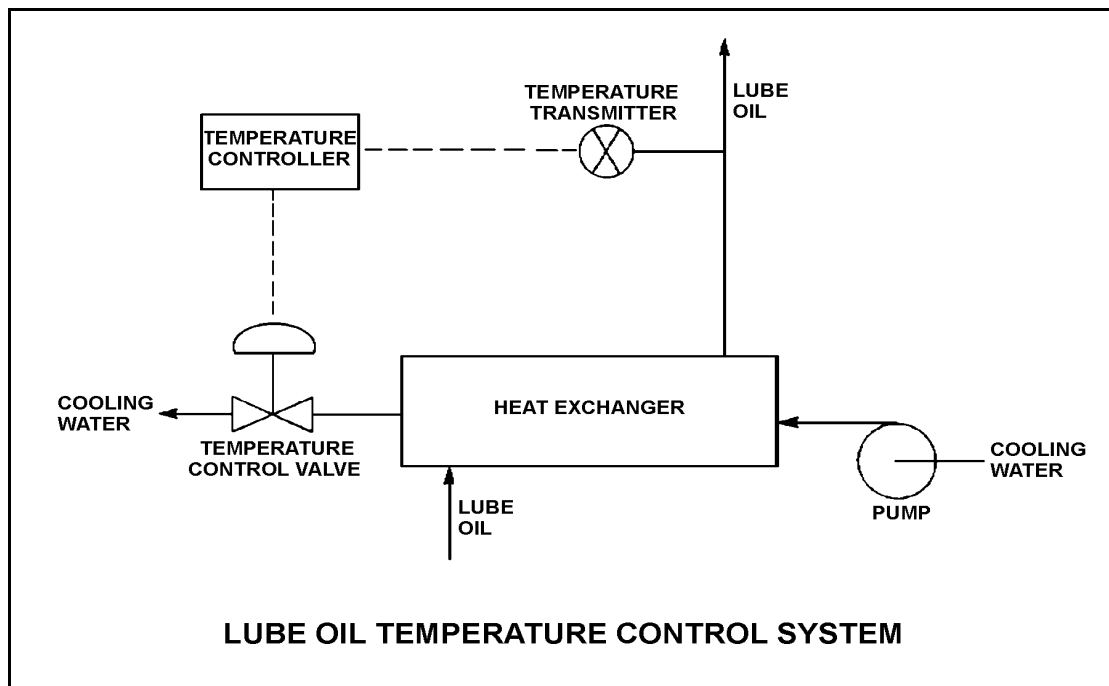 TEMPERATURE
TRANSMITTER
LUBE
OIL
TEMPERATURE
CONTROLLER
COOLING
WATER
TEMPERATURE
CONTROL VALVE
HEAT EXCHANGER
COOLING
WATER
PUMP
LUBE
OIL
LUBE OIL TEMPERATURE CONTROL SYSTEM